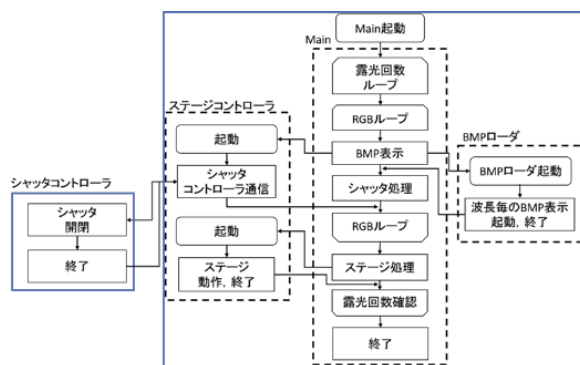 Main起動
Main
露光回数
ループ
RGBループ
BMP表示
シャッタ処理
RGBループ
ステージ処理
露光回数確認
終了
ステージコントローラ
起動
シャッタ
コントローラ通信
起動
ステージ
動作，終了
シャッタコントローラ
シャッタ
開閉
終了
BMPローダ
BMPローダ起動
波長毎のBMP表示
起動，終了